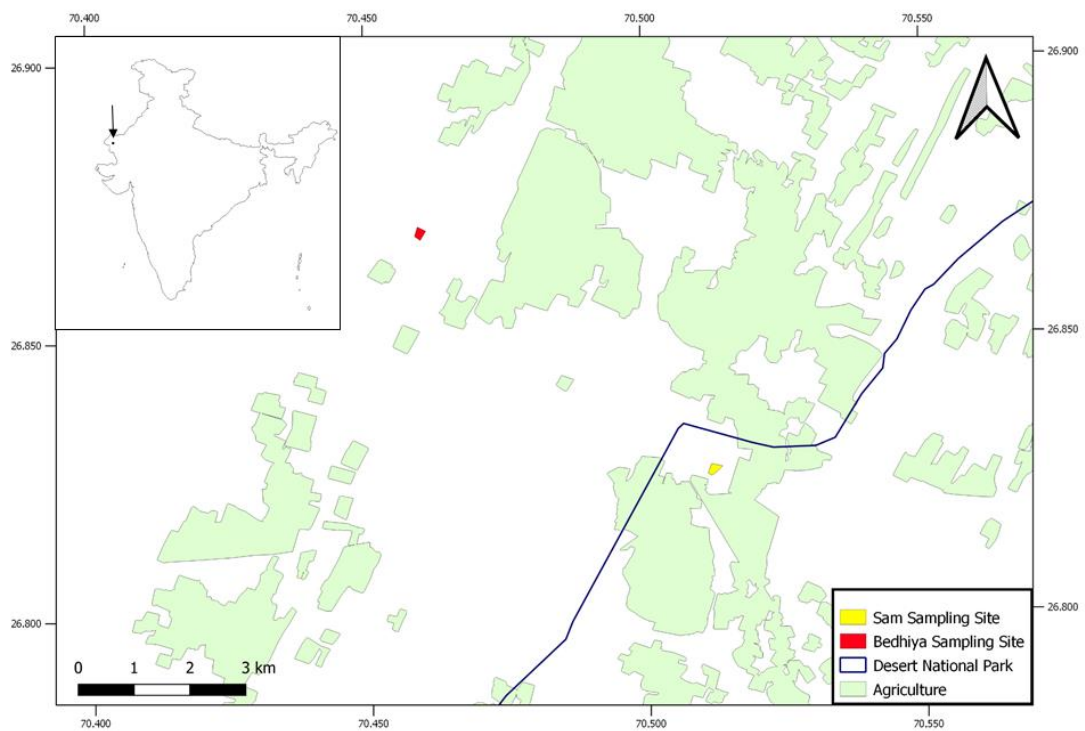 70.400 70.450 70.500 70.550
26.900 26.900
26.850 26.850
26.800 26.800
0 1 2 3 km
Sam Sampling Site
Bedhiya Sampling Site
Desert National Park
Agriculture
70.400 70.450 70.500 70.550